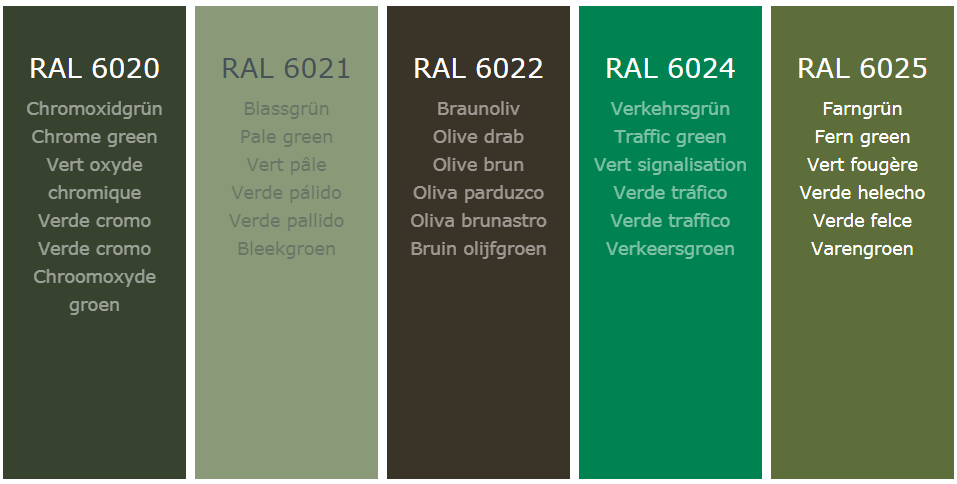 RAL 6020
Chromoxidgrün
Chrome green
Vert oxyde
chromique
Verde cromo
Verde cromo
Chroomoxyde
groen
RAL 6021
Blassgrün
Pale green
Vert pâle
Verde pálido
Verde pallido
Bleekgroen
RAL 6022
Braunoliv
Olive drab
Olive brun
Oliva parduzco
Oliva brunastro
Bruin olijfgroen
RAL 6024
Verkehrsgrün
Traffic green
Vert signalisation
Verde tráfico
Verde traffico
Verkeersgroen
RAL 6025
Farngrün
Fern green
Vert fougère
Verde helecho
Verde felce
Varengroen